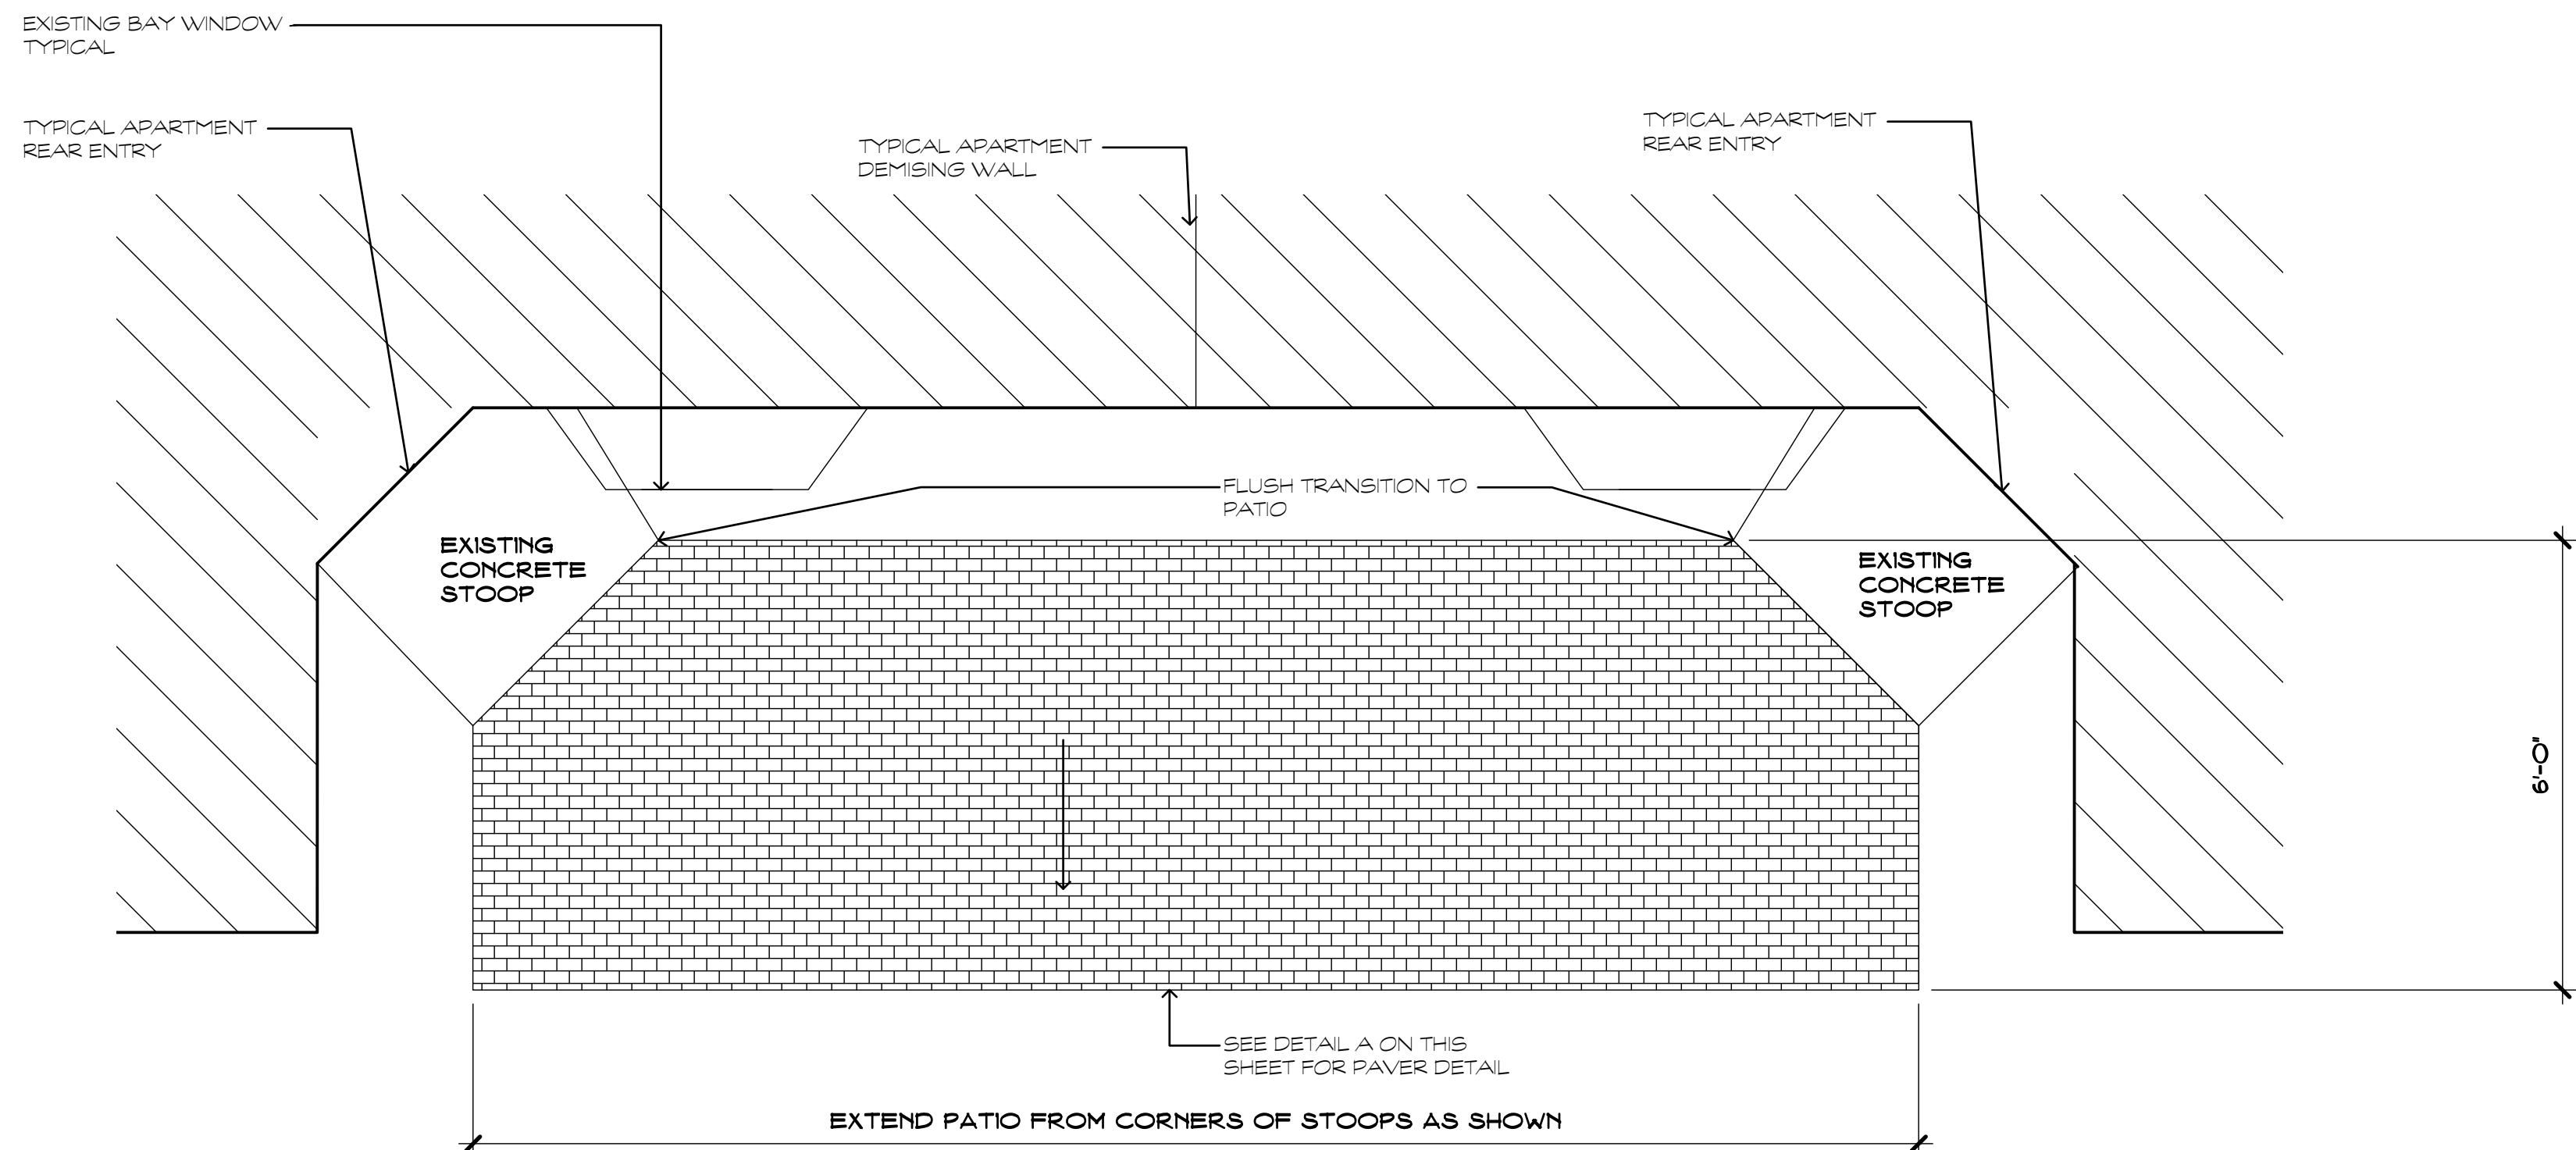 EXISTING BAY WINDOW
TYPICAL
TYPICAL APARTMENT
REAR ENTRY
TYPICAL APARTMENT
DEMISING WALL
TYPICAL APARTMENT
REAR ENTRY
FLUSH TRANSITION TO
PATIO
EXISTING
CONCRETE
STOOP
EXISTING
CONCRETE
STOOP
6'-0"
SEE DETAIL A ON THIS
SHEET FOR PAVER DETAIL
EXTEND PATIO FROM CORNERS OF STOOPS AS SHOWN